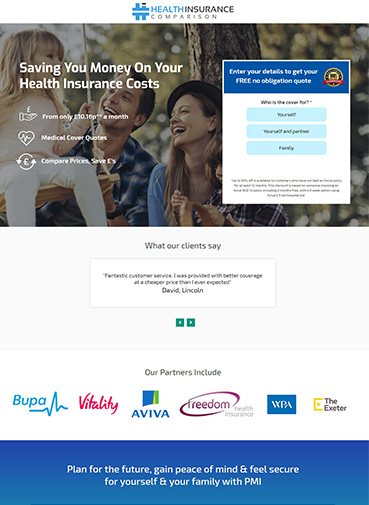 HEALTHINSURANCE
COMPARISON
Saving You Money On Your
Health Insurance Costs
From only £10.16p** a month
Medical Cover Quotes
Compare Prices, Save £'s
Enter your details to get your
FREE no obligation quote
Who is the cover for? *
Yourself
Yourself and partner
Family
What our clients say
"Fantastic customer service. I was provided with better coverage
at a cheaper price than I ever expected"
David, Lincoln
Our Partners Include
Bupa
Vitality
AVIVA
freedom
health
insurance
WPA
The
Exeter
Plan for the future, gain peace of mind & feel secure
for yourself & your family with PMI